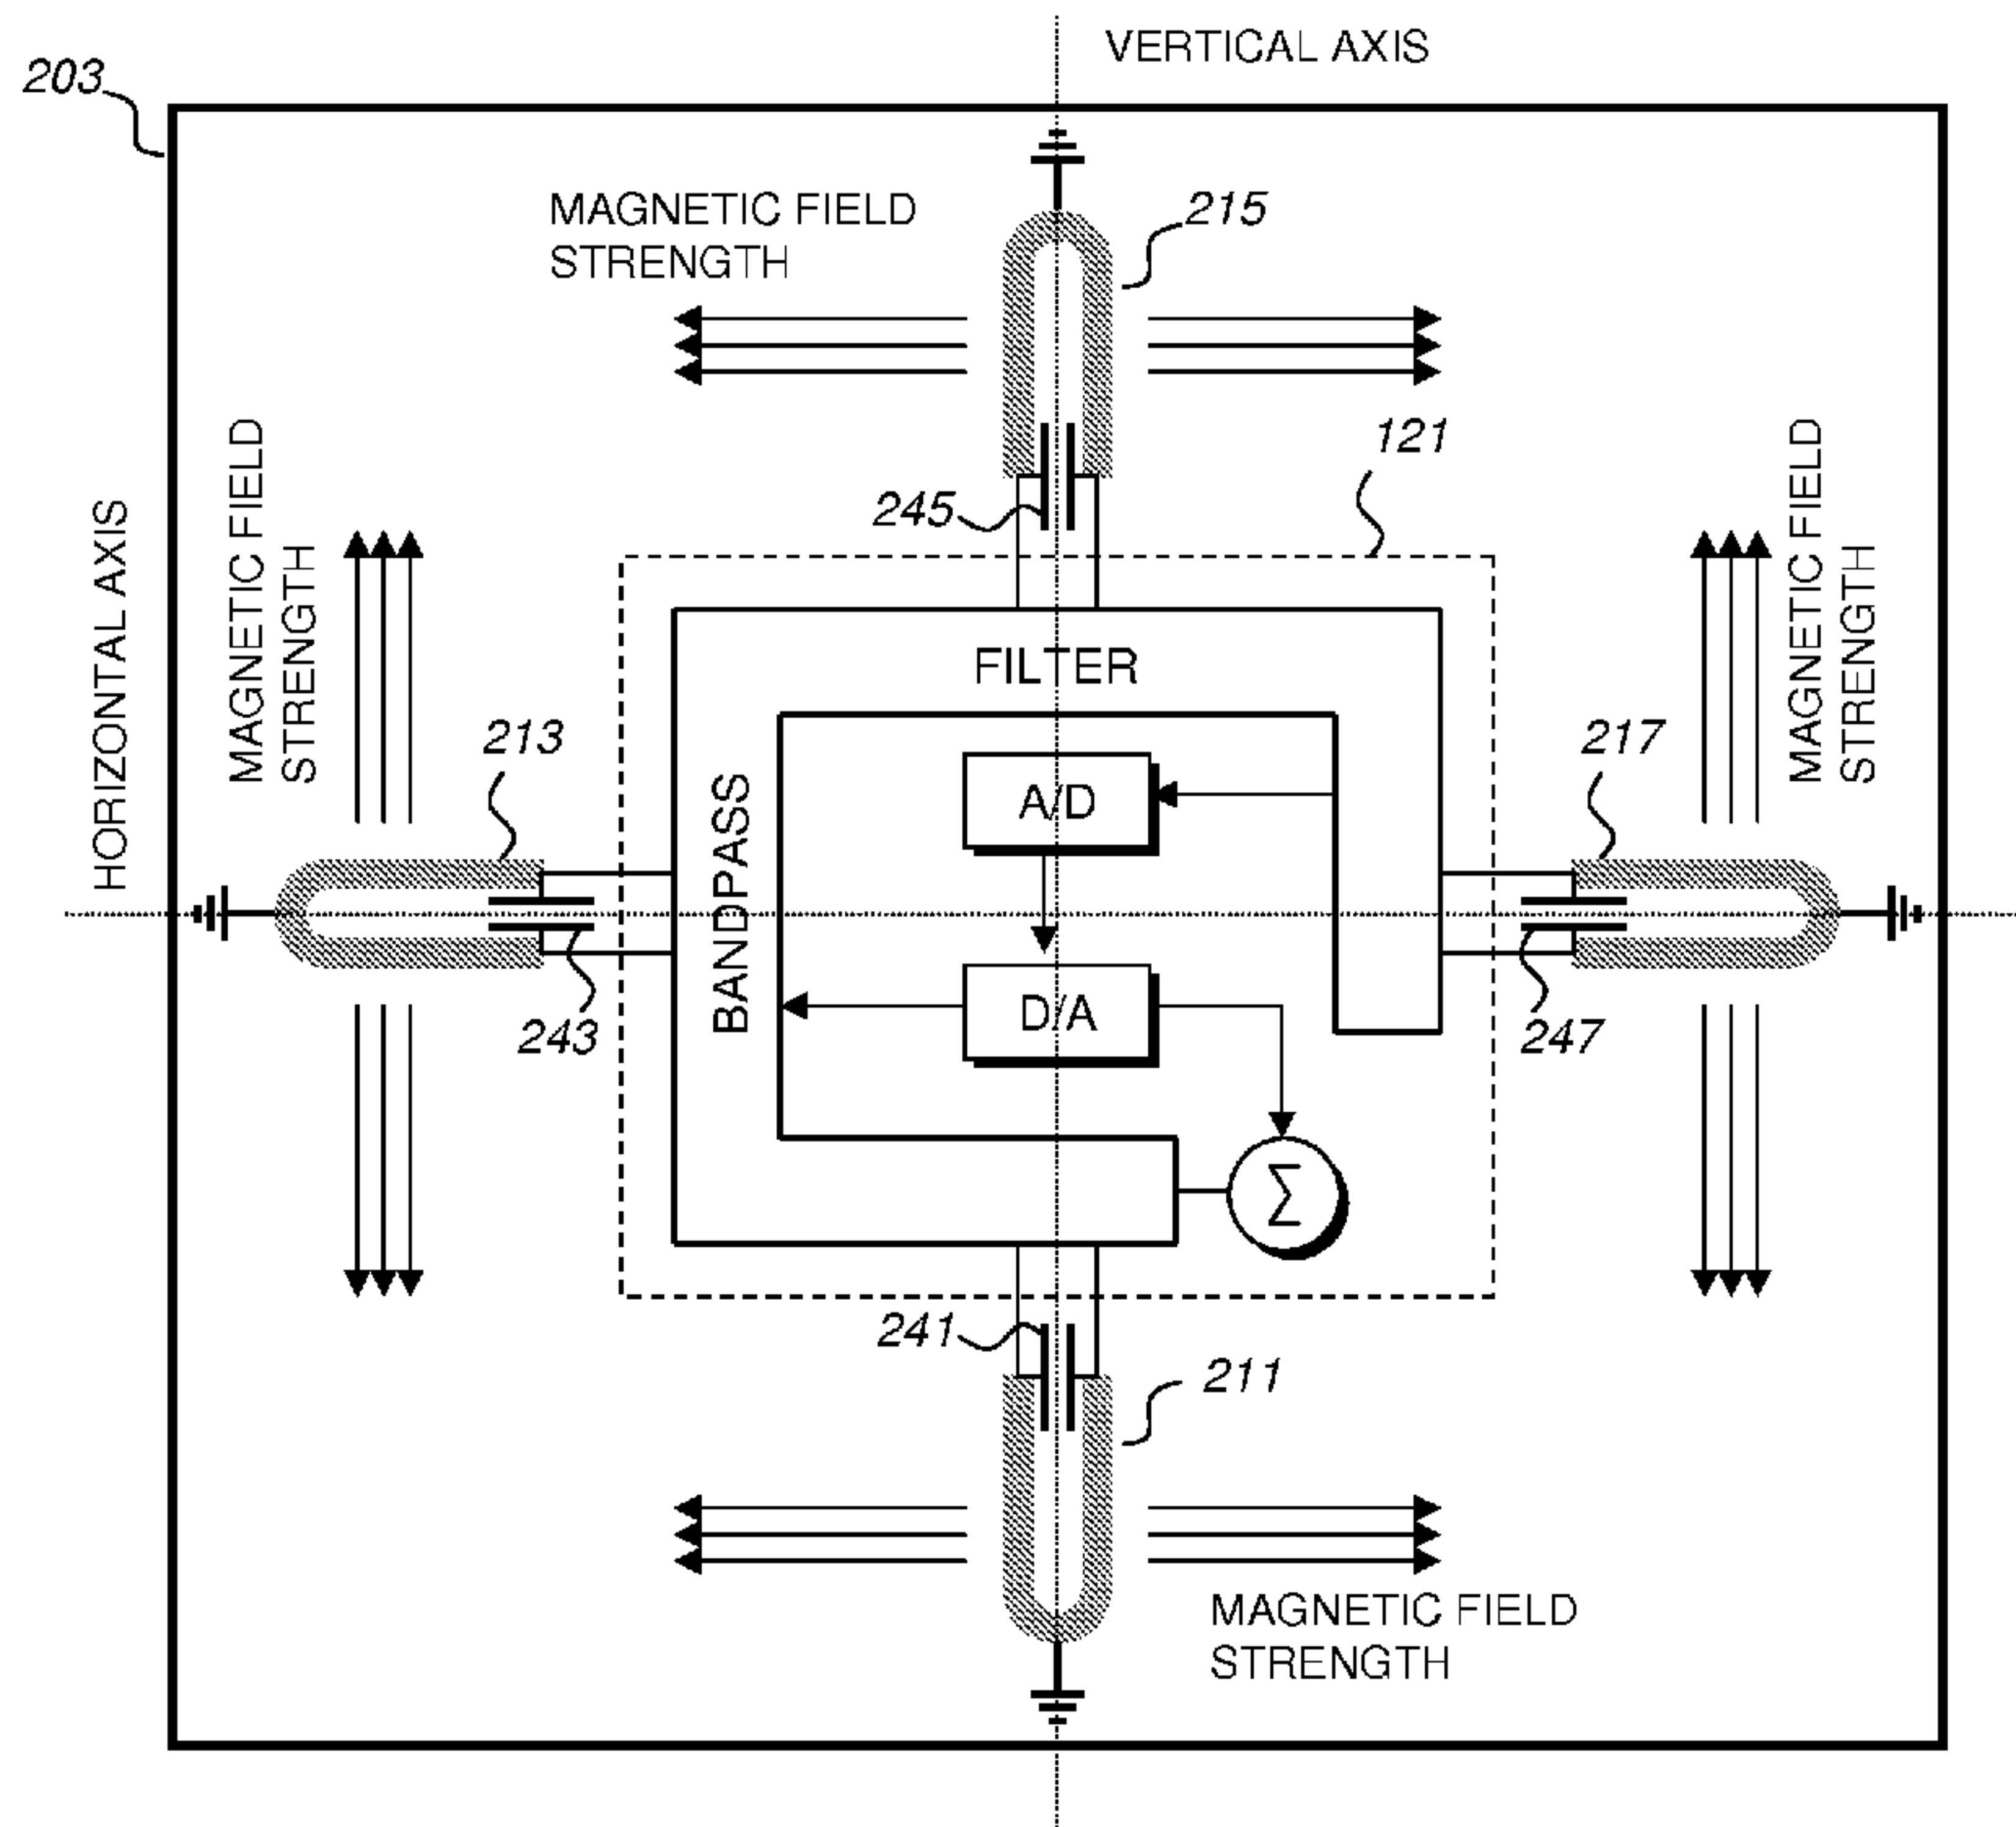 VERTICAL AXIS
203
MAGNETIC FIELD
STRENGTH
215
121
245
HORIZONTAL AXIS
MAGNETIC FIELD
STRENGTH
MAGNETIC FIELD
STRENGTH
FILTER
213
217
A/D
BANDPASS
D/A
243
247
Σ
241
211
MAGNETIC FIELD
STRENGTH